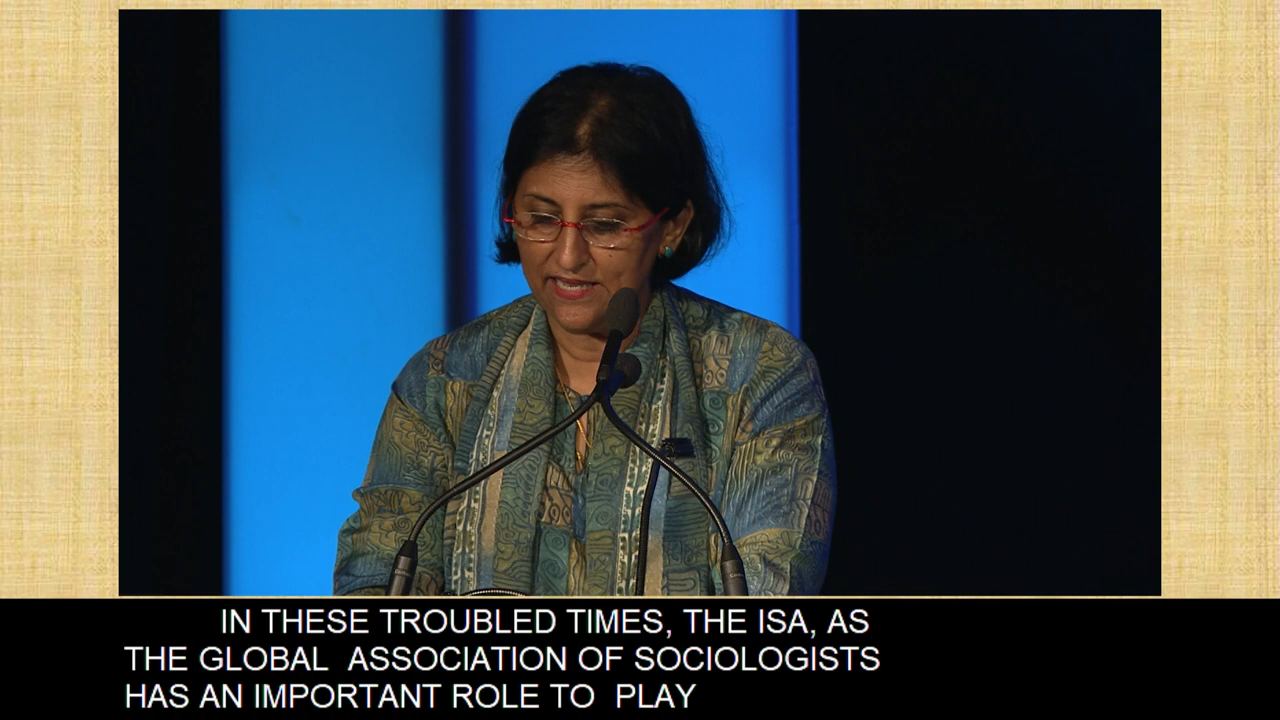 IN THESE TROUBLED TIMES, THE ISA, AS
THE GLOBAL  ASSOCIATION OF SOCIOLOGISTS
HAS AN IMPORTANT ROLE TO  PLAY